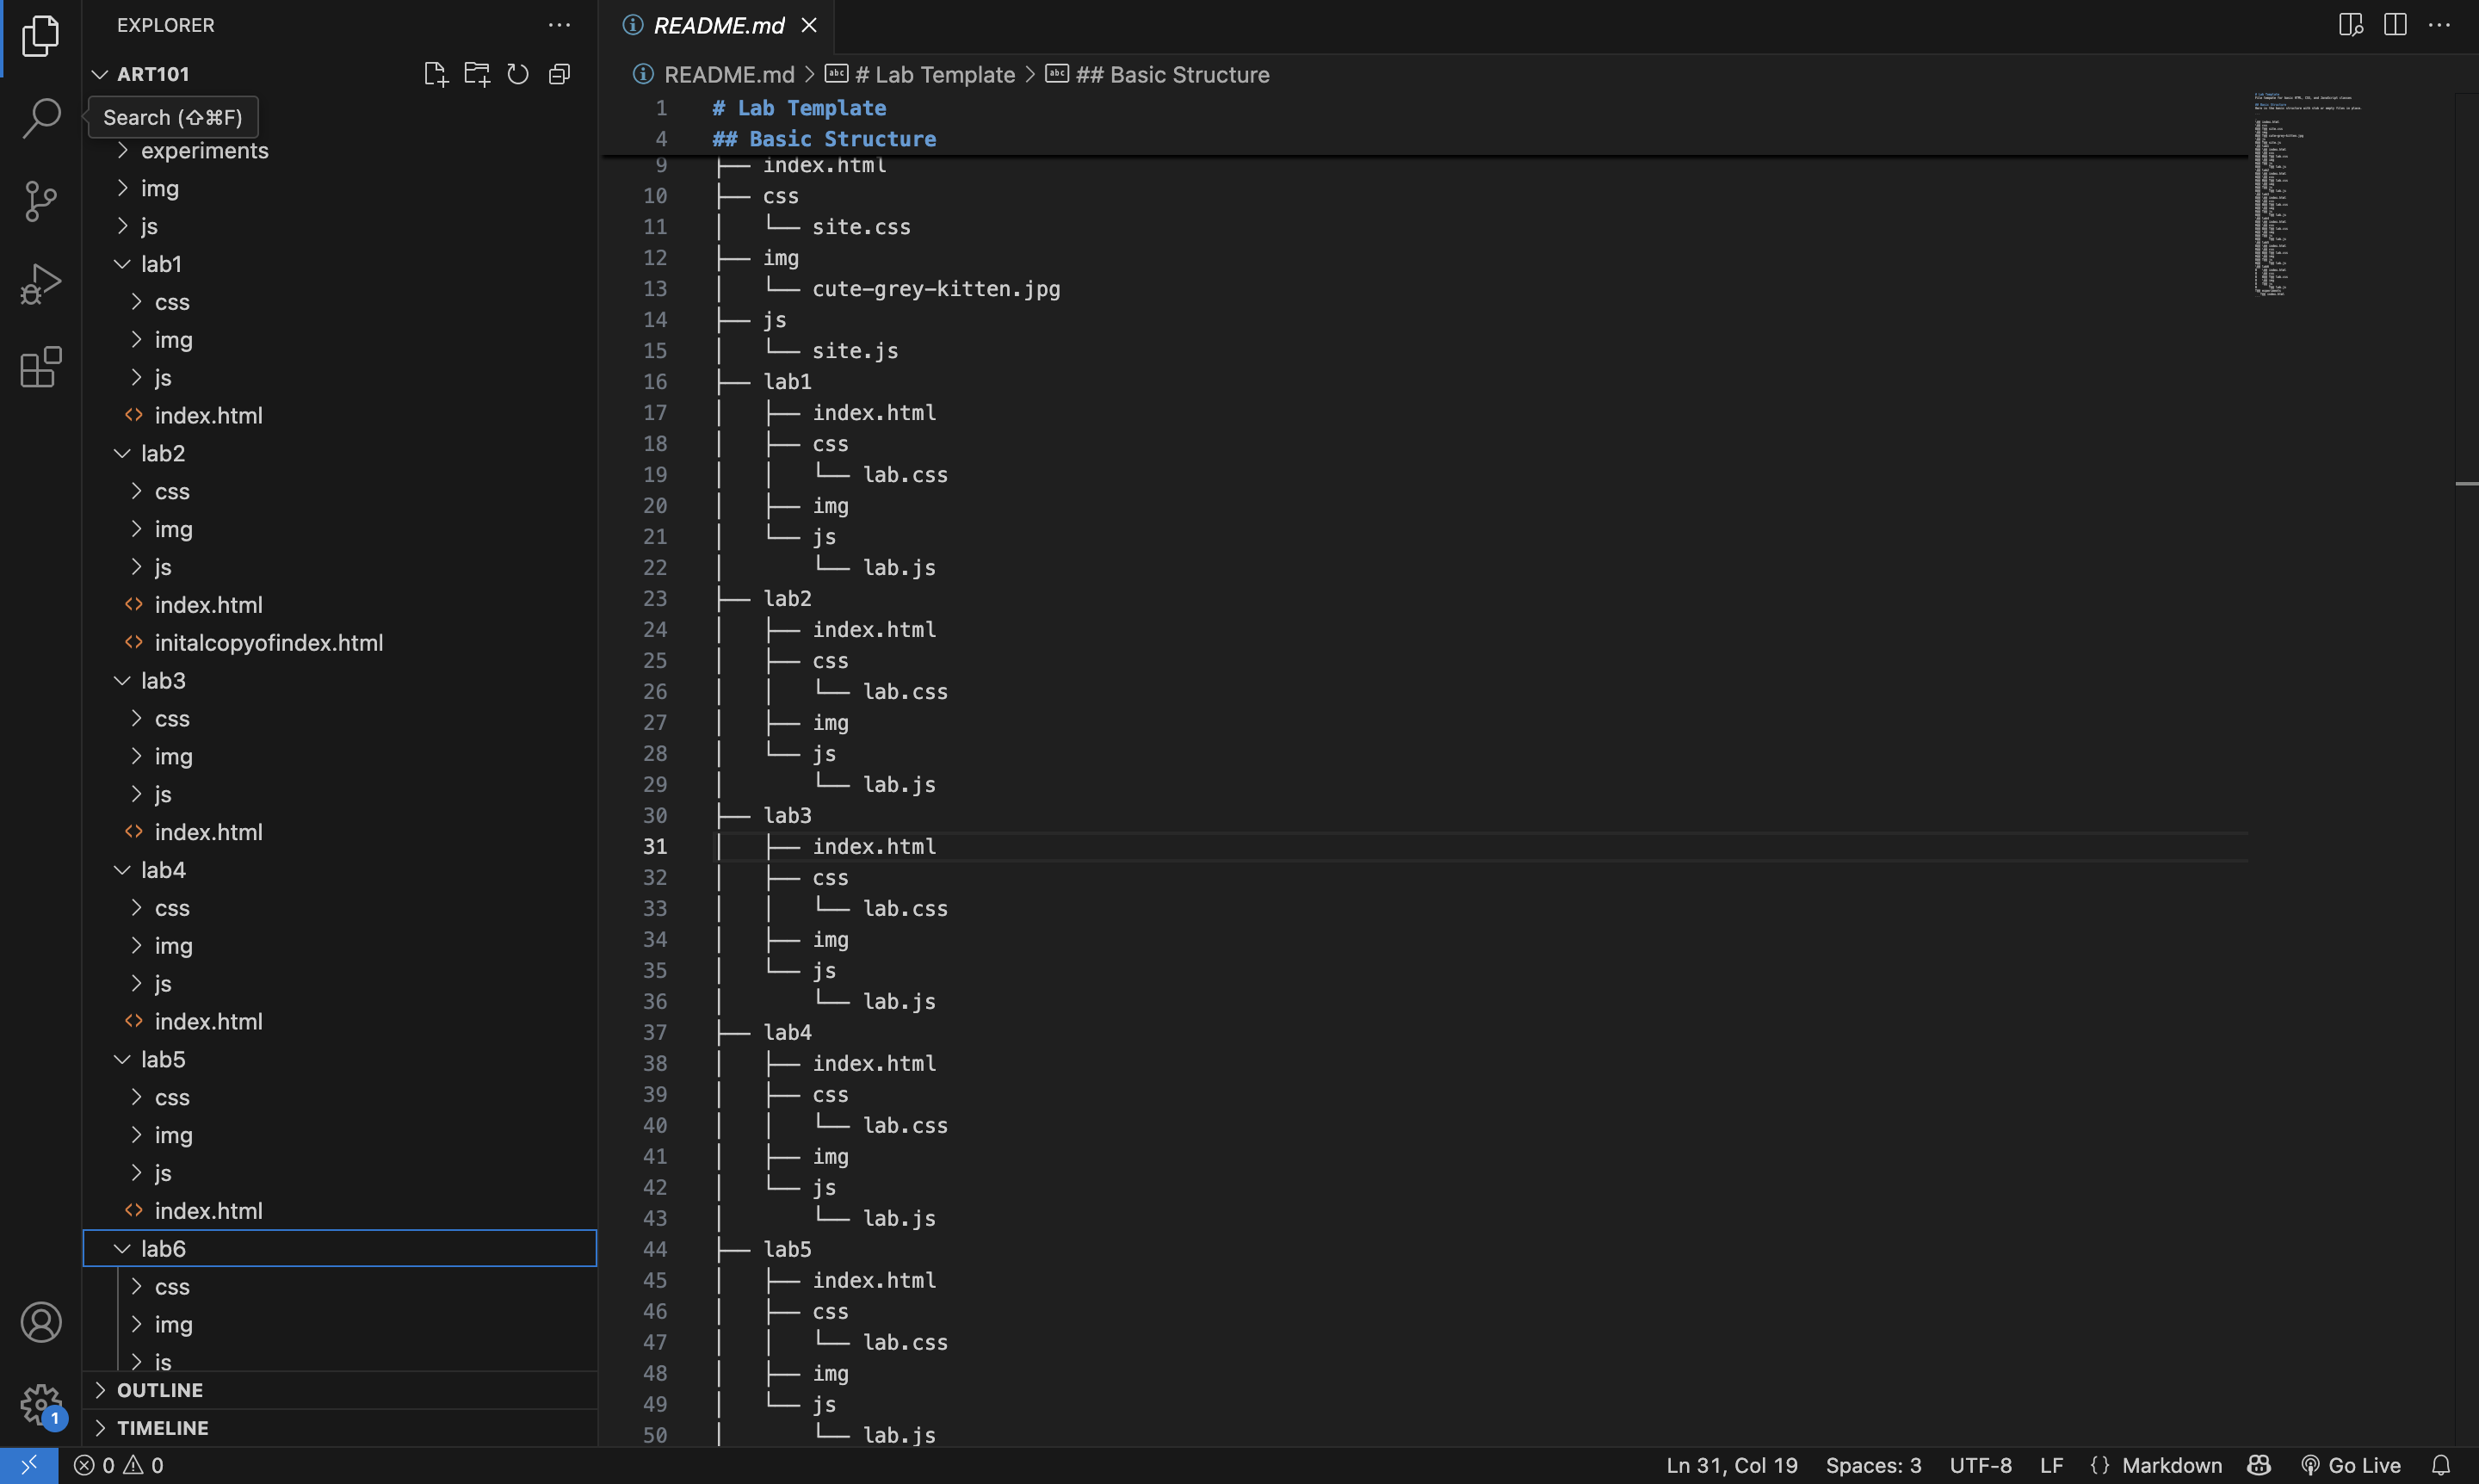 EXPLORER
ART101
Search (⇧⌘F)
experiments
img
js
lab1
css
img
js
index.html
lab2
css
img
js
index.html
initalcopyofindex.html
lab3
css
img
js
index.html
lab4
css
img
js
index.html
lab5
css
img
js
index.html
lab6
css
img
js
OUTLINE
TIMELINE
README.md
README.md > # Lab Template > ## Basic Structure
1 # Lab Template
4 ## Basic Structure
9 ├── index.html
10 ├── css
11 │   └── site.css
12 ├── img
13 │   └── cute-grey-kitten.jpg
14 ├── js
15 │   └── site.js
16 ├── lab1
17 │   ├── index.html
18 │   ├── css
19 │   │   └── lab.css
20 │   ├── img
21 │   └── js
22 │       └── lab.js
23 ├── lab2
24 │   ├── index.html
25 │   ├── css
26 │   │   └── lab.css
27 │   ├── img
28 │   └── js
29 │       └── lab.js
30 ├── lab3
31 │   ├── index.html
32 │   ├── css
33 │   │   └── lab.css
34 │   ├── img
35 │   └── js
36 │       └── lab.js
37 ├── lab4
38 │   ├── index.html
39 │   ├── css
40 │   │   └── lab.css
41 │   ├── img
42 │   └── js
43 │       └── lab.js
44 ├── lab5
45 │   ├── index.html
46 │   ├── css
47 │   │   └── lab.css
48 │   ├── img
49 │   └── js
50 │       └── lab.js
1
0 0
Ln 31, Col 19 Spaces: 3 UTF-8 LF {} Markdown Go Live